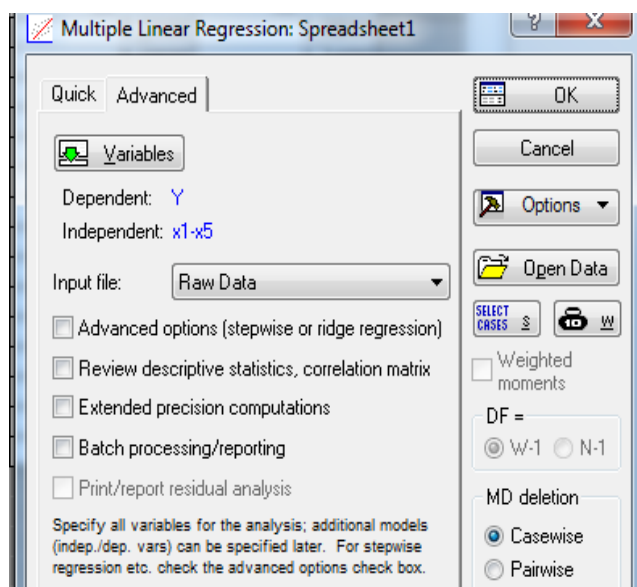 Multiple Linear Regression: Spreadsheet1
? X
Quick Advanced
OK
Variables
Cancel
Dependent: Y
Independent: x1-x5
Options
Input file: Raw Data
Open Data
SELECT CASES S W
Advanced options (stepwise or ridge regression)
Review descriptive statistics, correlation matrix
Extended precision computations
Batch processing/reporting
Print/report residual analysis
Specify all variables for the analysis; additional models
(indep./dep. vars) can be specified later. For stepwise
regression etc. check the advanced options check box.
Weighted
moments
DF =
W-1 N-1
MD deletion
Casewise
Pairwise